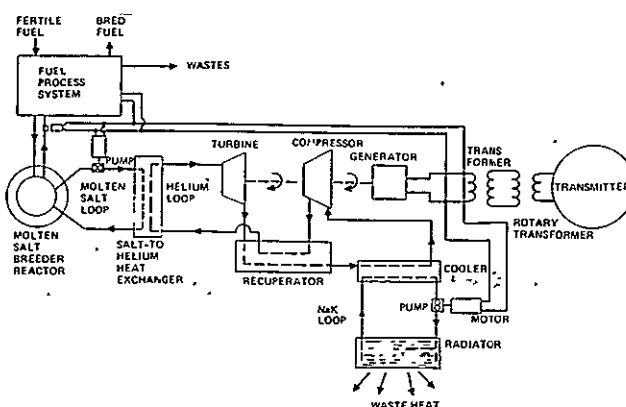 FERTILE
FUEL
BRED
FUEL
FUEL
PROCESS
SYSTEM
WASTES
TURBINE
COMPRESSOR
GENERATOR
TRANS
FORMER
TRANSMITTER
ROTARY
TRANSFORMER
PUMP
MOLTEN
SALT
LOOP
HELIUM
LOOP
MOLTEN
SALT
BREEDER
REACTOR
SALT-TO
HELIUM
HEAT
EXCHANGER
RECUPERATOR
COOLER
NaK
LOOP
PUMP
MOTOR
RADIATOR
WASTE HEAT